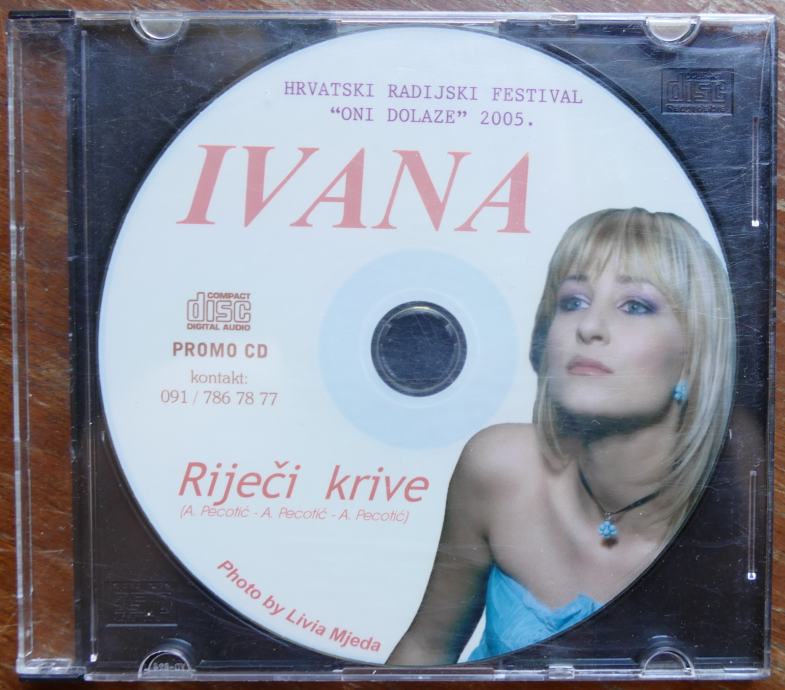 HRVATSKI RADIJSKI FESTIVAL
“ONI DOLAZE” 2005.
IVANA
COMPACT
disc
DIGITAL AUDIO
PROMO CD
kontakt:
091 / 786 78 77
Riječi krive
(A. Pecotić - A. Pecotić - A. Pecotić)
Photo by Livia Mjeda
disc